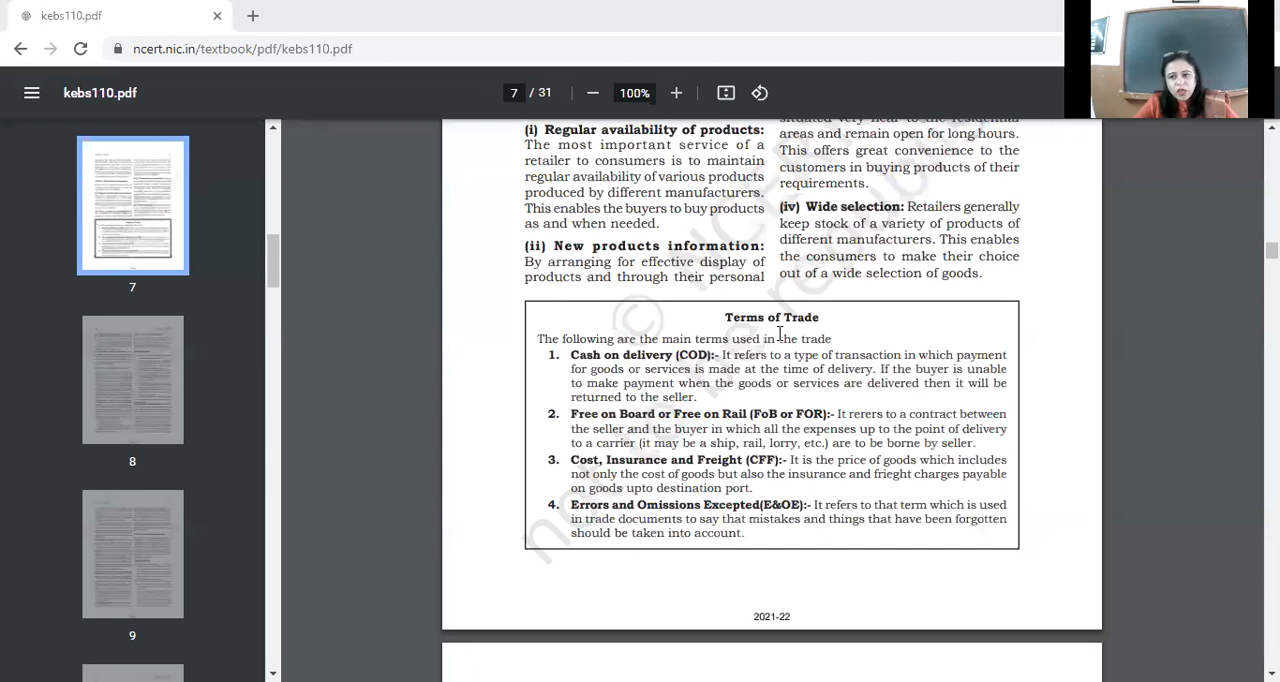 kebs110.pdf
ncert.nic.in/textbook/pdf/kebs110.pdf
kebs110.pdf
7 / 31
100%
7
8
9
(i) Regular availability of products:
The most important service of a
retailer to consumers is to maintain
regular availability of various products
produced by different manufacturers.
This enables the buyers to buy products
as and when needed.
(ii) New products information:
By arranging for effective display of
products and through their personal
situated very near to the residential
areas and remain open for long hours.
This offers great convenience to the
customers in buying products of their
requirements.
(iv) Wide selection: Retailers generally
keep stock of a variety of products of
different manufacturers. This enables
the consumers to make their choice
out of a wide selection of goods.
Terms of Trade
The following are the main terms used in the trade
1. Cash on delivery (COD):- It refers to a type of transaction in which payment
for goods or services is made at the time of delivery. If the buyer is unable
to make payment when the goods or services are delivered then it will be
returned to the seller.
2. Free on Board or Free on Rail (FoB or FOR):- It rerers to a contract between
the seller and the buyer in which all the expenses up to the point of delivery
to a carrier (it may be a ship, rail, lorry, etc.) are to be borne by seller.
3. Cost, Insurance and Freight (CFF):- It is the price of goods which includes
not only the cost of goods but also the insurance and frieght charges payable
on goods upto destination port.
4. Errors and Omissions Excepted(E&OE):- It refers to that term which is used
in trade documents to say that mistakes and things that have been forgotten
should be taken into account.
2021-22